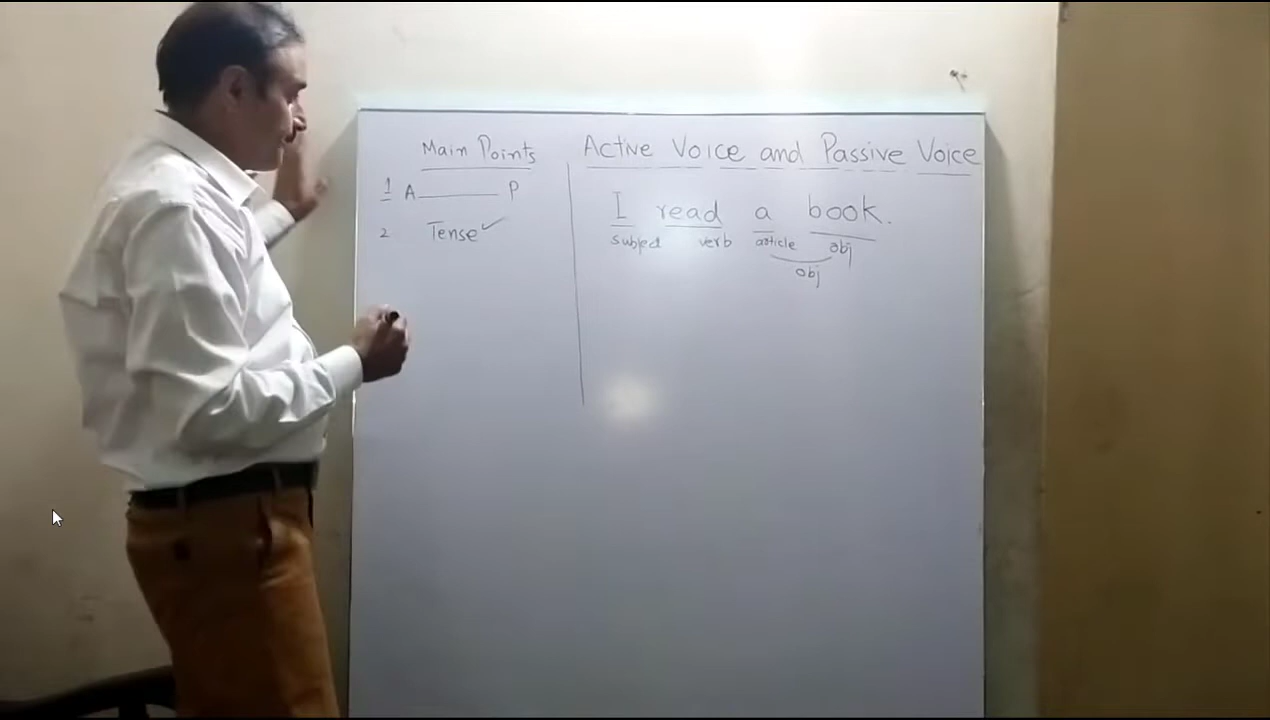 Main Points
1 A P
2 Tense ✓
Active Voice and Passive Voice
I read a book.
subject verb article obj
obj